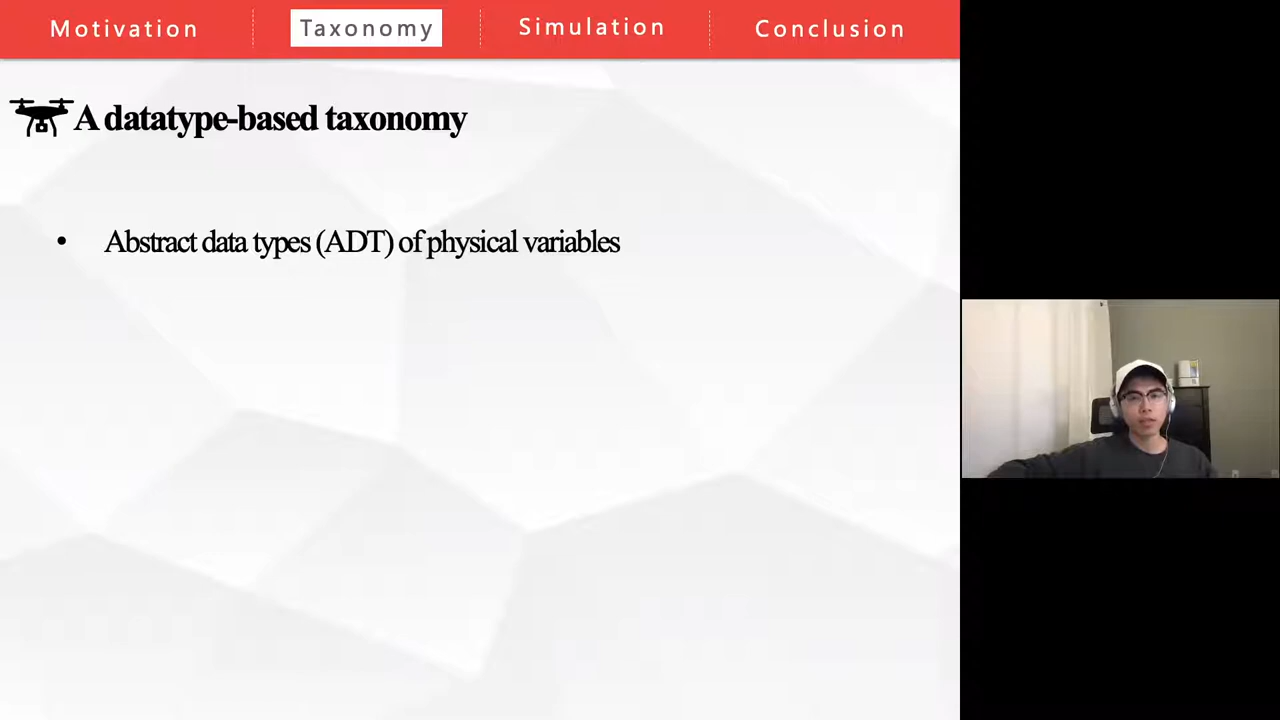 Motivation
Taxonomy
Simulation
Conclusion
A datatype-based taxonomy
• Abstract data types (ADT) of physical variables